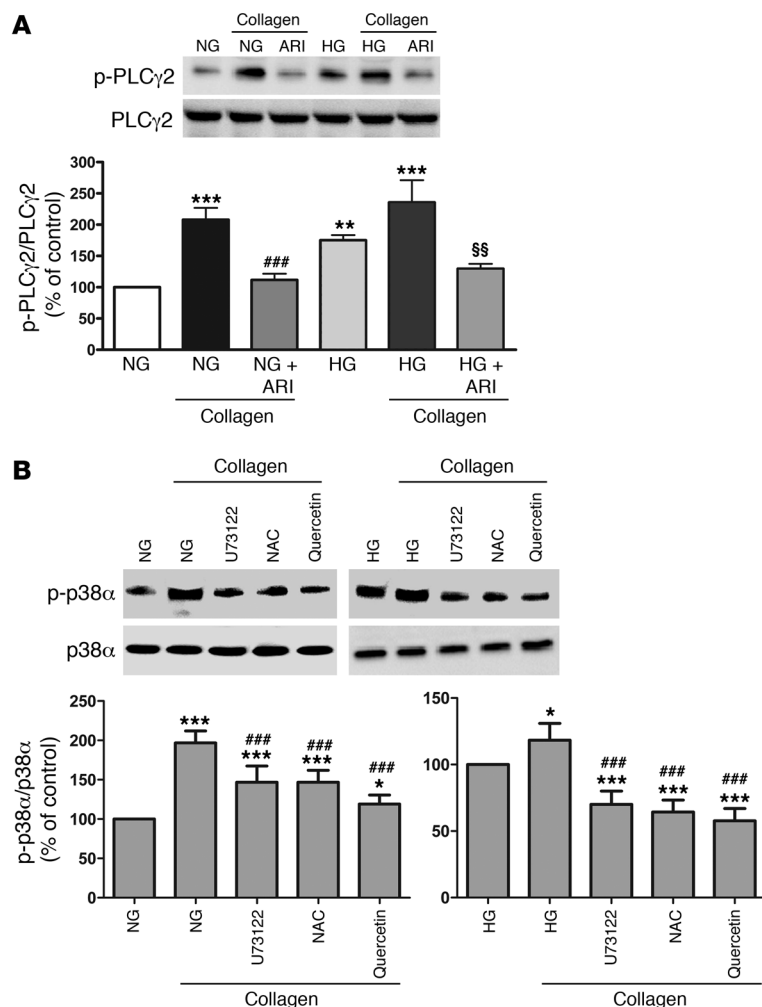 A
Collagen Collagen
NG NG ARI HG HG ARI
p-PLCγ2
PLCγ2
p-PLCγ2/PLCγ2
(% of control)
300
250
200
150
100
50
0
***
###
**
***
§§
NG NG NG + HG HG HG +
ARI ARI
Collagen Collagen
B
Collagen Collagen
NG NG U73122 NAC Quercetin HG HG U73122 NAC Quercetin
p-p38α
p38α
p-p38α/p38α
(% of control)
250
200
150
100
50
0
***
###
***
###
***
###
*
NG NG U73122 NAC Quercetin
Collagen
150
100
50
0
*
###
***
###
***
###
***
HG HG U73122 NAC Quercetin
Collagen